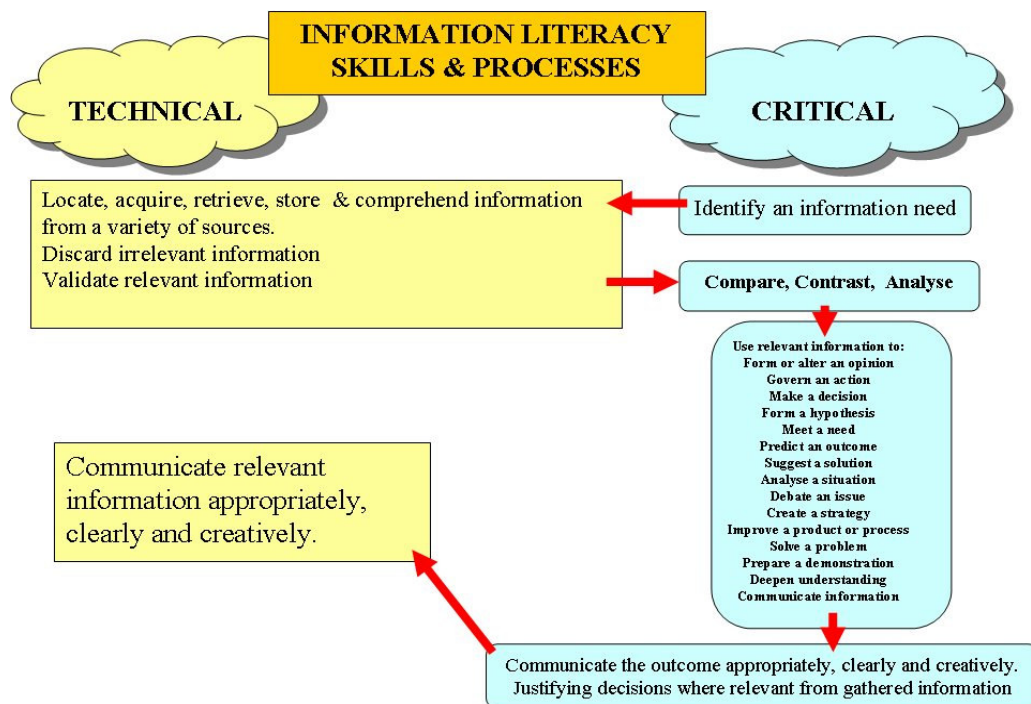 INFORMATION LITERACY
SKILLS & PROCESSES
TECHNICAL
CRITICAL
Locate, acquire, retrieve, store & comprehend information
from a variety of sources.
Discard irrelevant information
Validate relevant information
Identify an information need
Compare, Contrast, Analyse
Use relevant information to:
Form or alter an opinion
Govern an action
Make a decision
Form a hypothesis
Meet a need
Predict an outcome
Suggest a solution
Analyse a situation
Debate an issue
Create a strategy
Improve a product or process
Solve a problem
Prepare a demonstration
Deepen understanding
Communicate information
Communicate the outcome appropriately, clearly and creatively.
Justifying decisions where relevant from gathered information
Communicate relevant
information appropriately,
clearly and creatively.